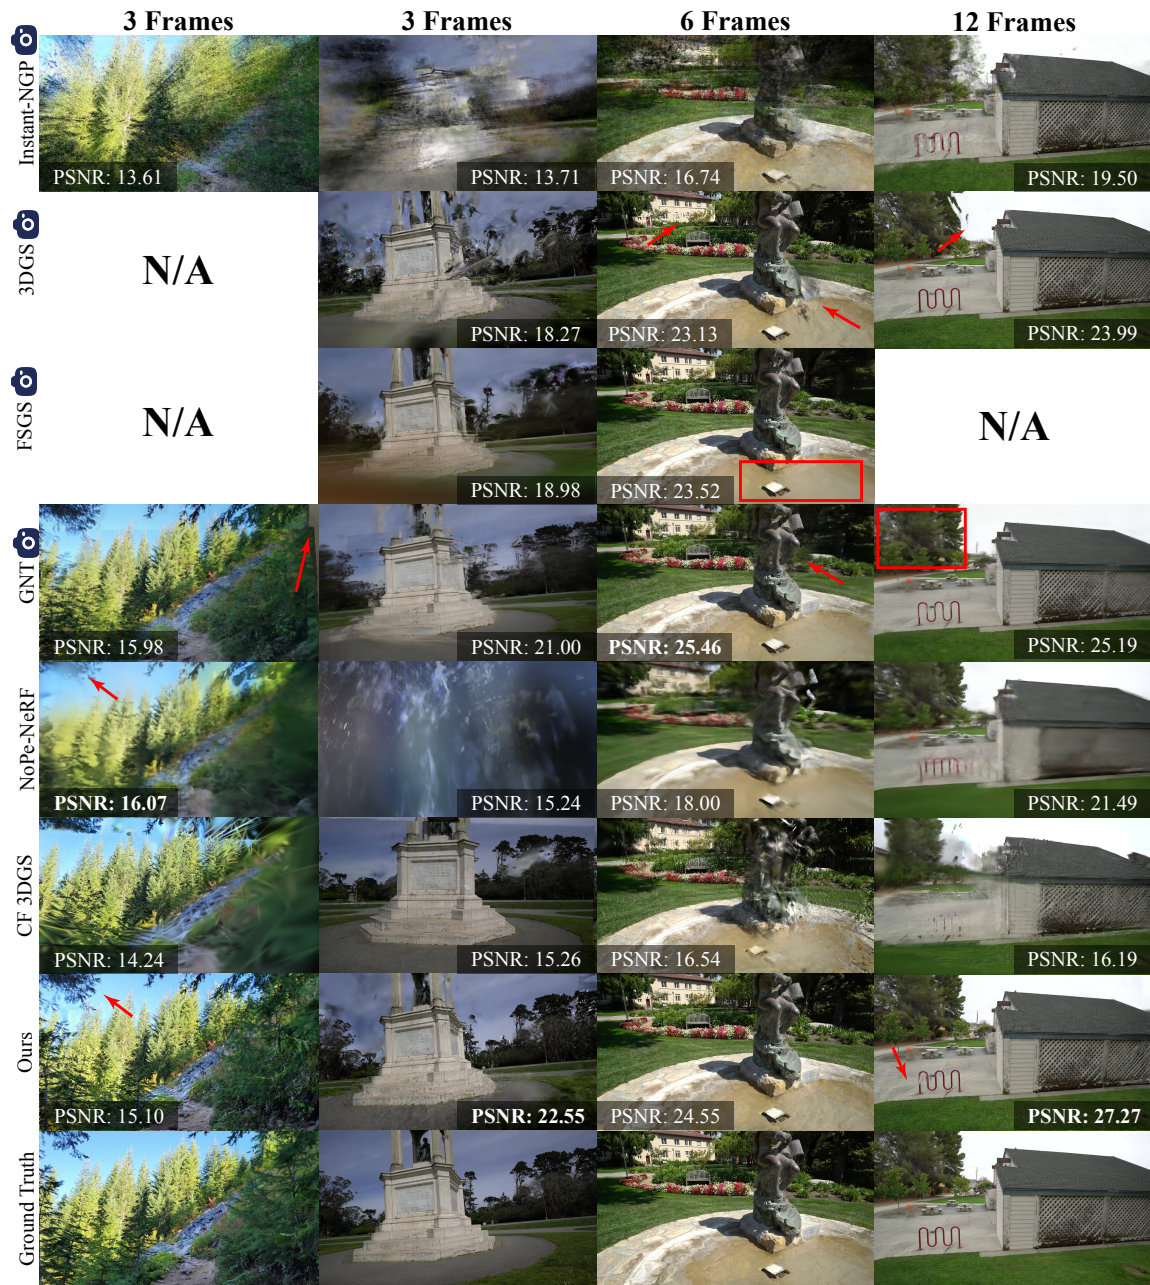 3 Frames 3 Frames 6 Frames 12 Frames
Instant-NGP
PSNR: 13.61 PSNR: 13.71 PSNR: 16.74 PSNR: 19.50
3DGS
N/A
PSNR: 18.27 PSNR: 23.13 PSNR: 23.99
FSGS
N/A N/A
PSNR: 18.98 PSNR: 23.52
GNT
PSNR: 15.98 PSNR: 21.00 PSNR: 25.46 PSNR: 25.19
NoPe-NeRF
PSNR: 16.07 PSNR: 15.24 PSNR: 18.00 PSNR: 21.49
CF 3DGS
PSNR: 14.24 PSNR: 15.26 PSNR: 16.54 PSNR: 16.19
Ours
PSNR: 15.10 PSNR: 22.55 PSNR: 24.55 PSNR: 27.27
Ground Truth